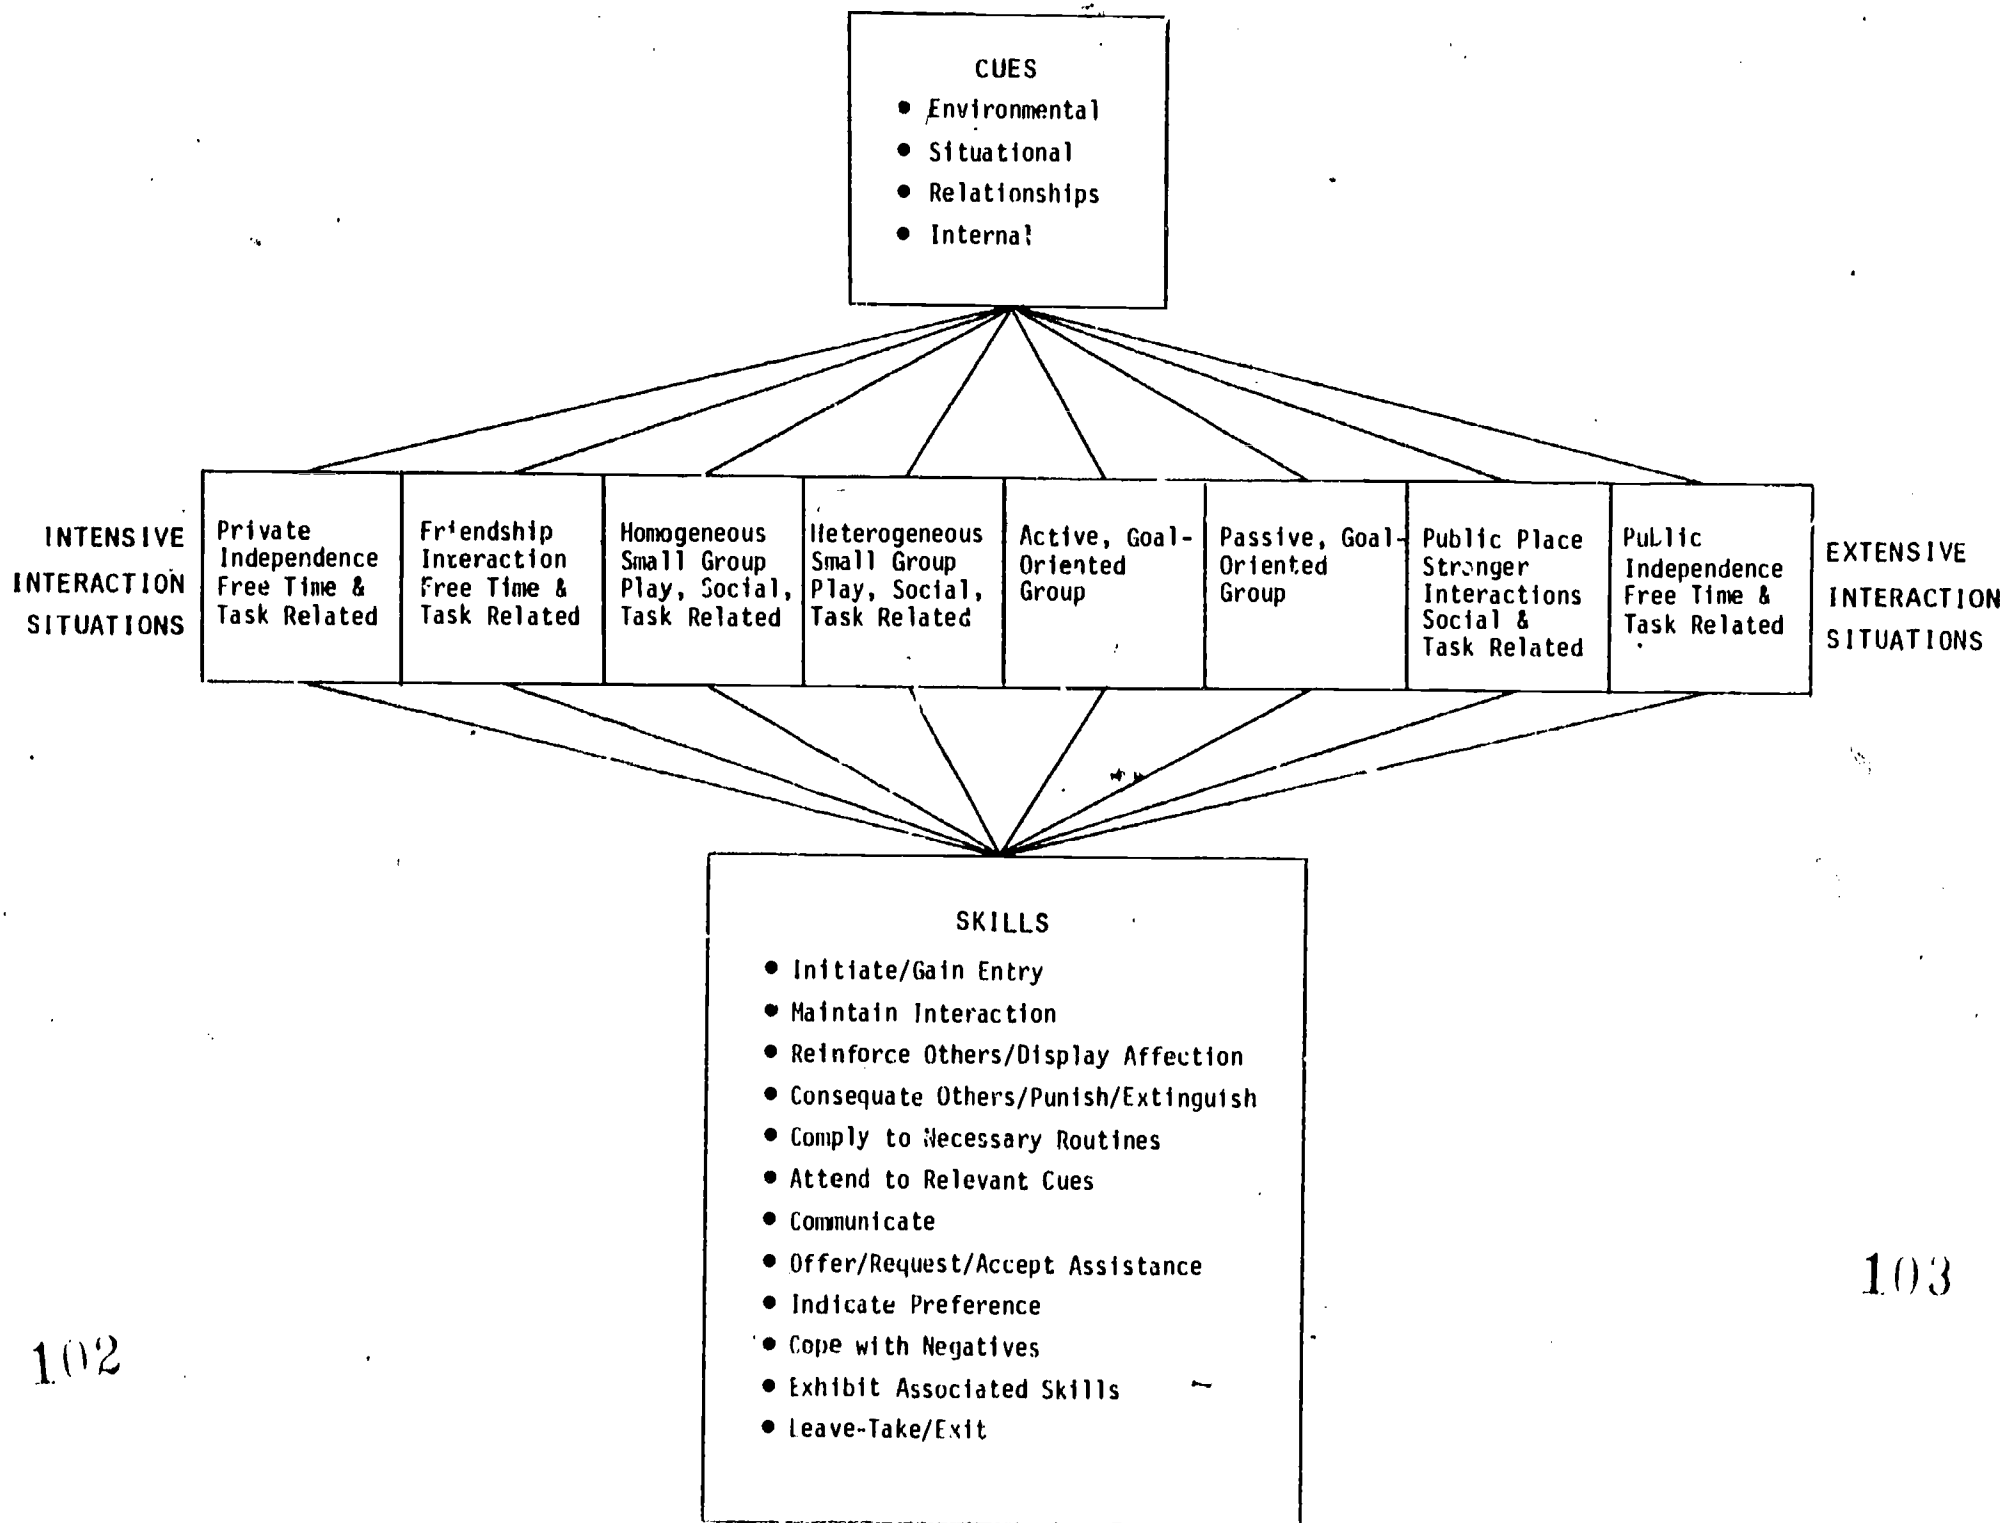 CUES
• Environmental
• Situational
• Relationships
• Internal
INTENSIVE
INTERACTION
SITUATIONS
Private
Independence
Free Time &
Task Related
Friendship
Interaction
Free Time &
Task Related
Homogeneous
Small Group
Play, Social,
Task Related
Heterogeneous
Small Group
Play, Social,
Task Related
Active, Goal-
Oriented
Group
Passive, Goal-
Oriented
Group
Public Place
Stronger
Interactions
Social &
Task Related
Public
Independence
Free Time &
Task Related
EXTENSIVE
INTERACTION
SITUATIONS
SKILLS
• Initiate/Gain Entry
• Maintain Interaction
• Reinforce Others/Display Affection
• Consequate Others/Punish/Extinguish
• Comply to Necessary Routines
• Attend to Relevant Cues
• Communicate
• Offer/Request/Accept Assistance
• Indicate Preference
• Cope with Negatives
• Exhibit Associated Skills
• Leave-Take/Exit
102
103